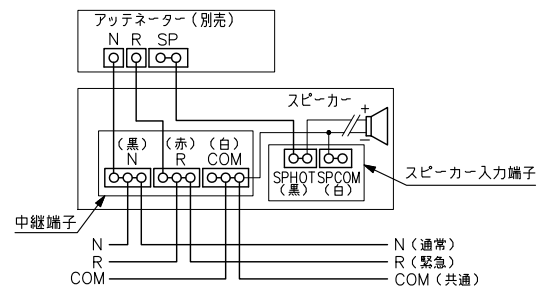 アッテネーター(別売)
N R SP
スピーカー
+
−
(黒) (赤) (白)
N R COM
SPHOT SPCOM
(黒) (白)
スピーカー入力端子
中継端子
N N(通常)
R R(緊急)
COM COM(共通)